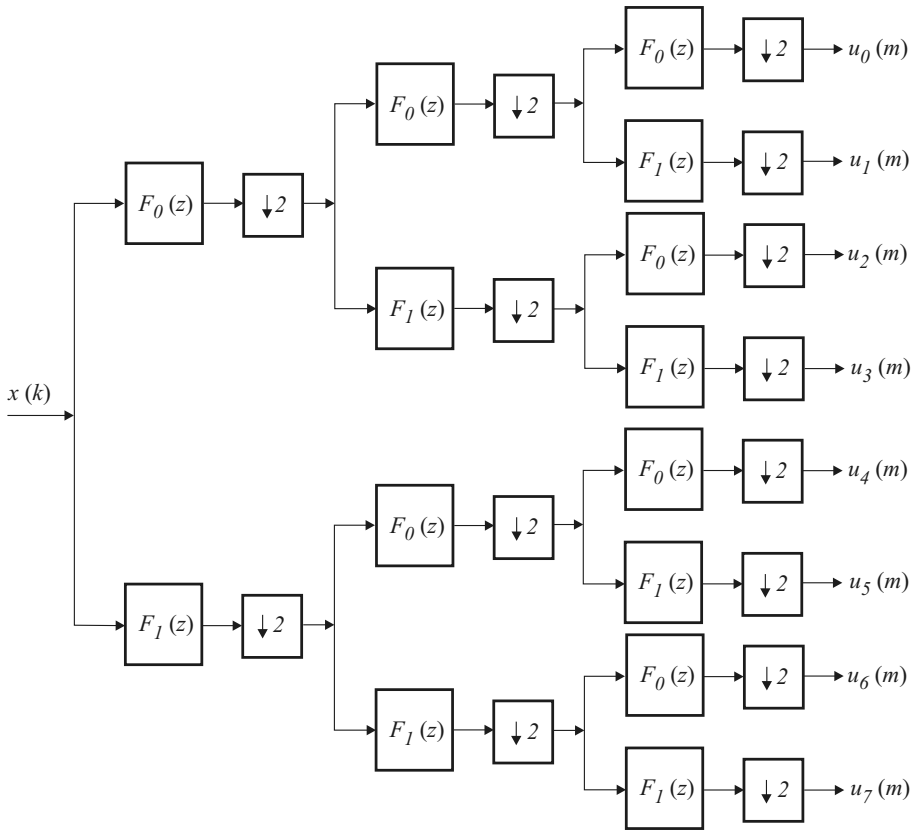 F₀(z) ↓2 u₀(m)
F₀(z) ↓2
F₁(z) ↓2 u₁(m)
F₀(z) ↓2
F₀(z) ↓2 u₂(m)
F₁(z) ↓2
F₁(z) ↓2 u₃(m)
x(k)
F₀(z) ↓2 u₄(m)
F₀(z) ↓2
F₁(z) ↓2 u₅(m)
F₁(z) ↓2
F₀(z) ↓2 u₆(m)
F₁(z) ↓2
F₁(z) ↓2 u₇(m)